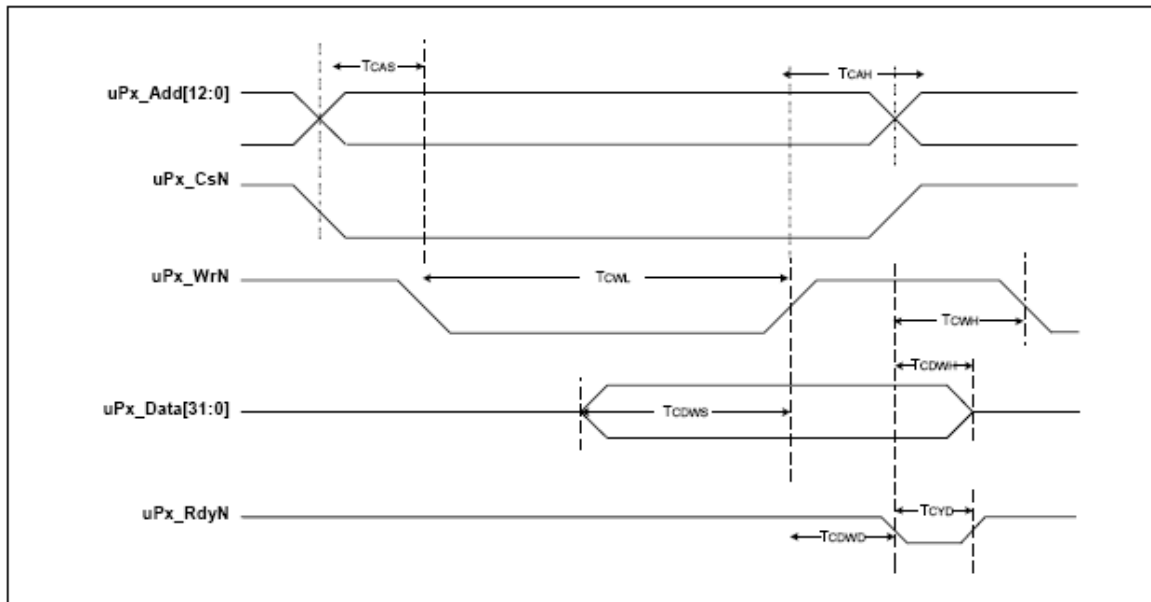 TCAS
TCAH
uPx_Add[12:0]
uPx_CsN
uPx_WrN
TCWL
TCWH
TCDWH
uPx_Data[31:0]
TCDWS
uPx_RdyN
TCYD
TCDWD